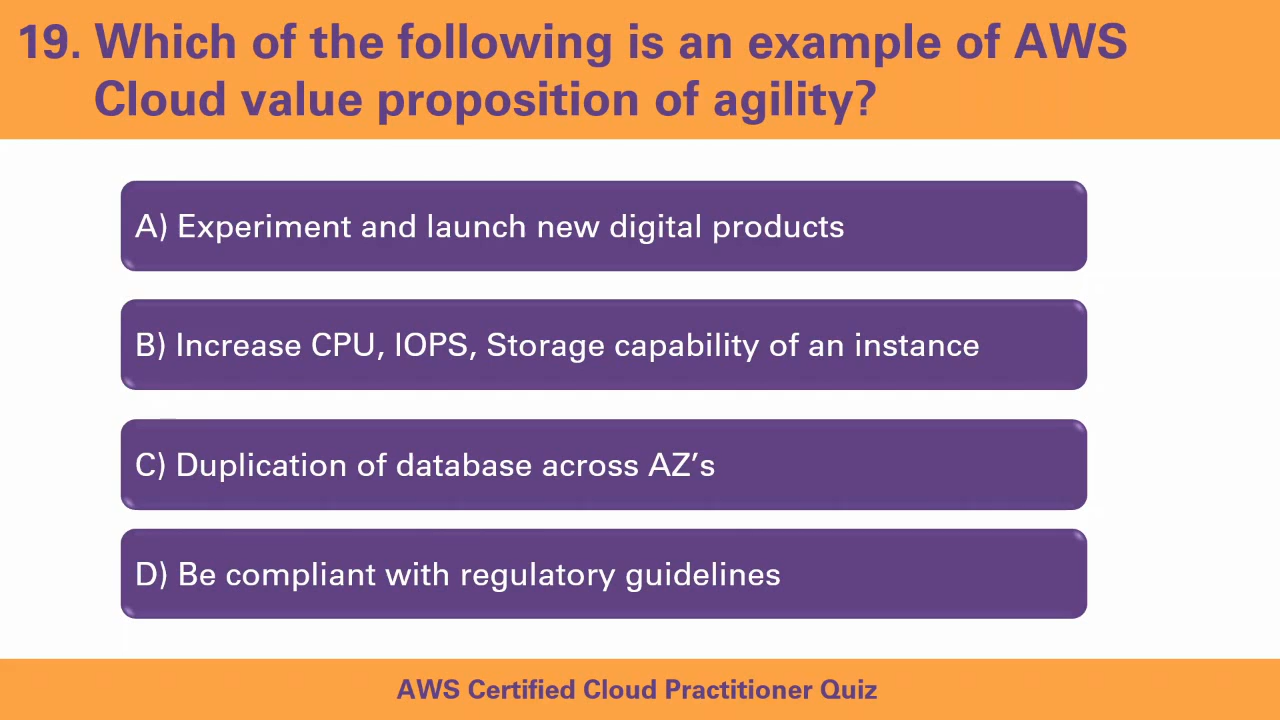 19. Which of the following is an example of AWS
Cloud value proposition of agility?
A) Experiment and launch new digital products
B) Increase CPU, IOPS, Storage capability of an instance
C) Duplication of database across AZ’s
D) Be compliant with regulatory guidelines
AWS Certified Cloud Practitioner Quiz